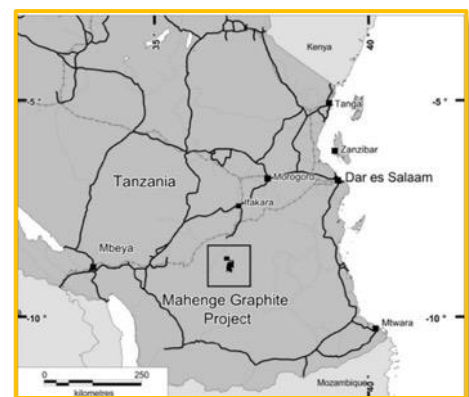 35
40
Kenya
-5
-5
Tanga
Zanzibar
Morogoro
Dar es Salaam
Tanzania
Ifakara
Mbeya
Mahenge Graphite
Project
-10
-10
Mtwara
0
250
kilometres
Mozambique
40